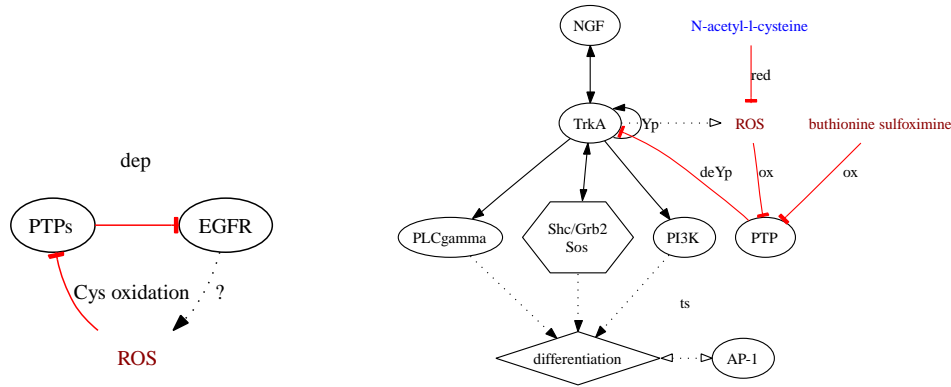 dep
PTPs
EGFR
Cys oxidation
?
ROS
NGF
N-acetyl-l-cysteine
red
TrkA
Yp
ROS
buthionine sulfoximine
deYp
ox
ox
PLCgamma
Shc/Grb2
Sos
PI3K
PTP
ts
differentiation
AP-1